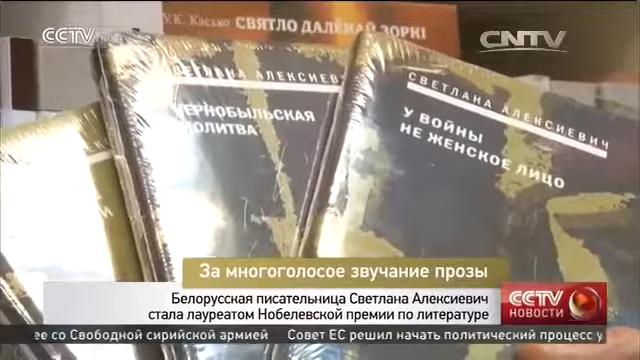 CCTV
У.К. Касько СВЯТЛО ДАЛЁКАЙ ЗОРКІ
CNTV
СВЕТЛАНА АЛЕКСИЕВИЧ
ЧЕРНОБЫЛЬСКАЯ
МОЛИТВА
СВЕТЛАНА АЛЕКСИЕВИЧ
У ВОЙНЫ
НЕ ЖЕНСКОЕ ЛИЦО
За многоголосое звучание прозы
Белорусская писательница Светлана Алексиевич
стала лауреатом Нобелевской премии по литературе
CCTV
НОВОСТИ
ее со Свободной сирийской армией Совет ЕС решил начать политический процесс у